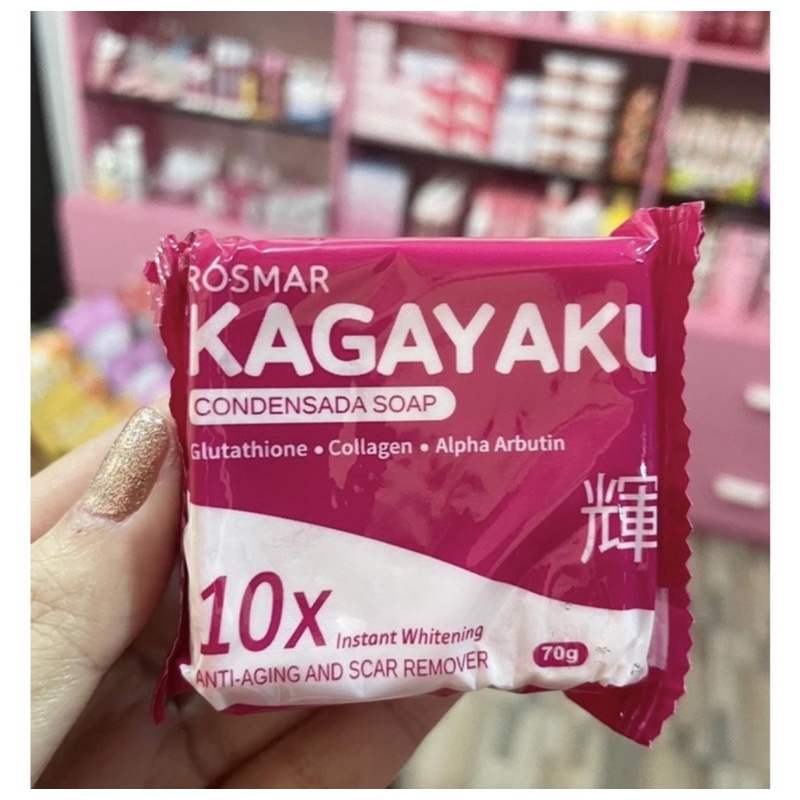 RÓSMAR
KAGAYAKU
CONDENSADA SOAP
Glutathione • Collagen • Alpha Arbutin
輝
10x Instant Whitening
70g
ANTI-AGING AND SCAR REMOVER